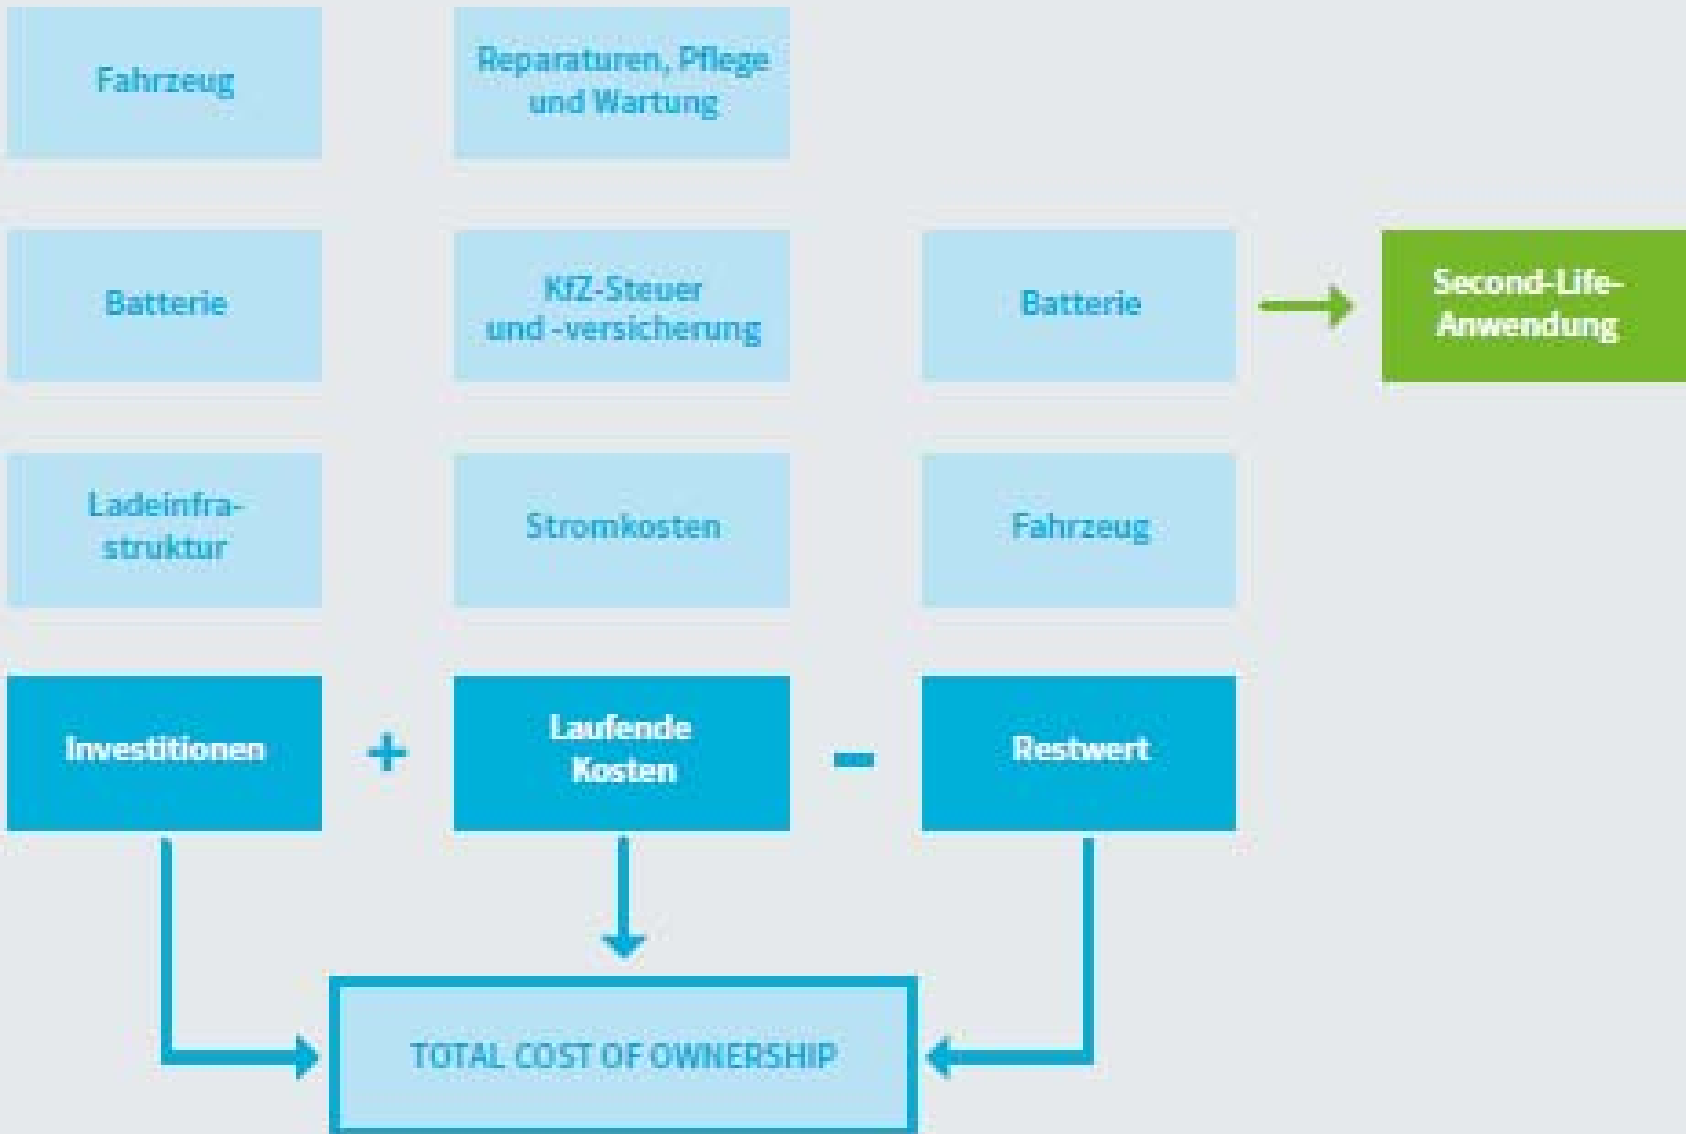 Fahrzeug
Reparaturen, Pflege
und Wartung
Batterie
KfZ-Steuer
und -versicherung
Batterie
Second-Life-
Anwendung
Ladeinfra-
struktur
Stromkosten
Fahrzeug
Investitionen
+
Laufende
Kosten
-
Restwert
TOTAL COST OF OWNERSHIP